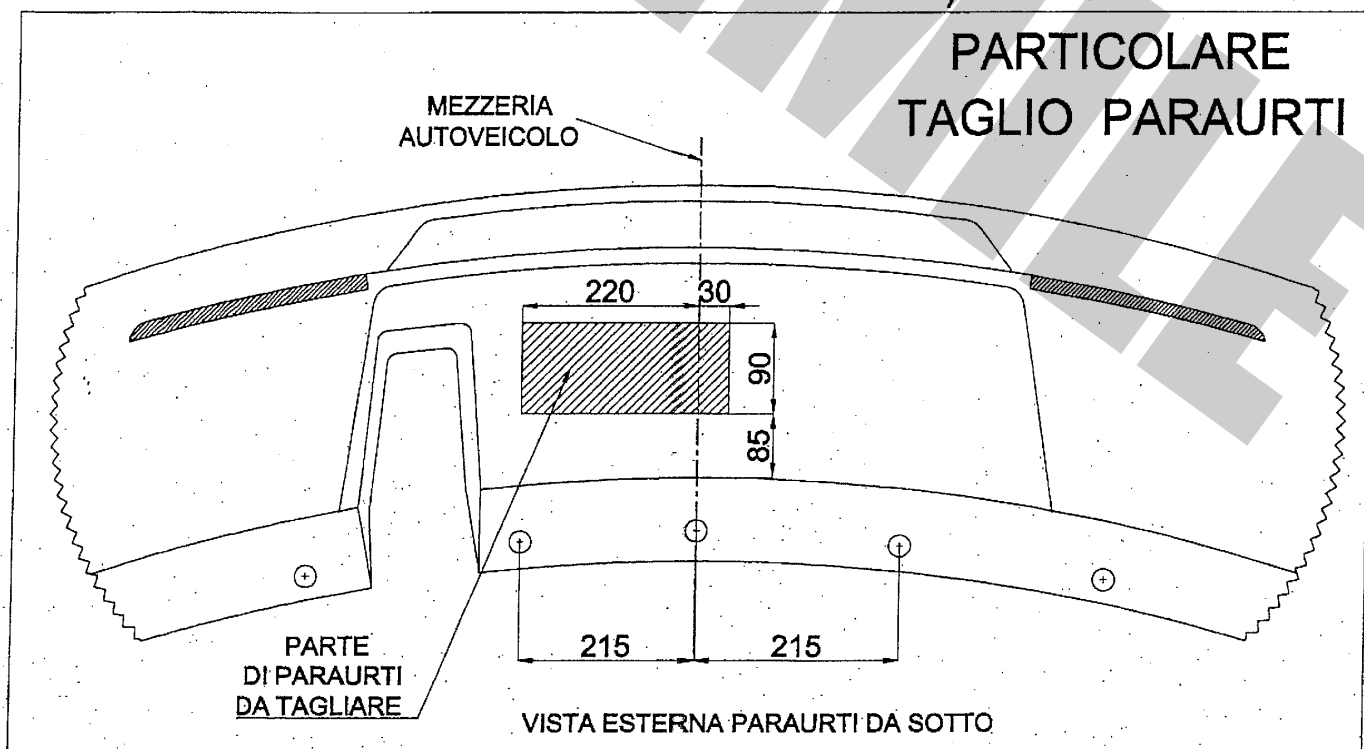 PARTICOLARE
TAGLIO PARAURTI
MEZZERIA
AUTOVEICOLO
220
30
90
85
215
215
PARTE
DI PARAURTI
DA TAGLIARE
VISTA ESTERNA PARAURTI DA SOTTO